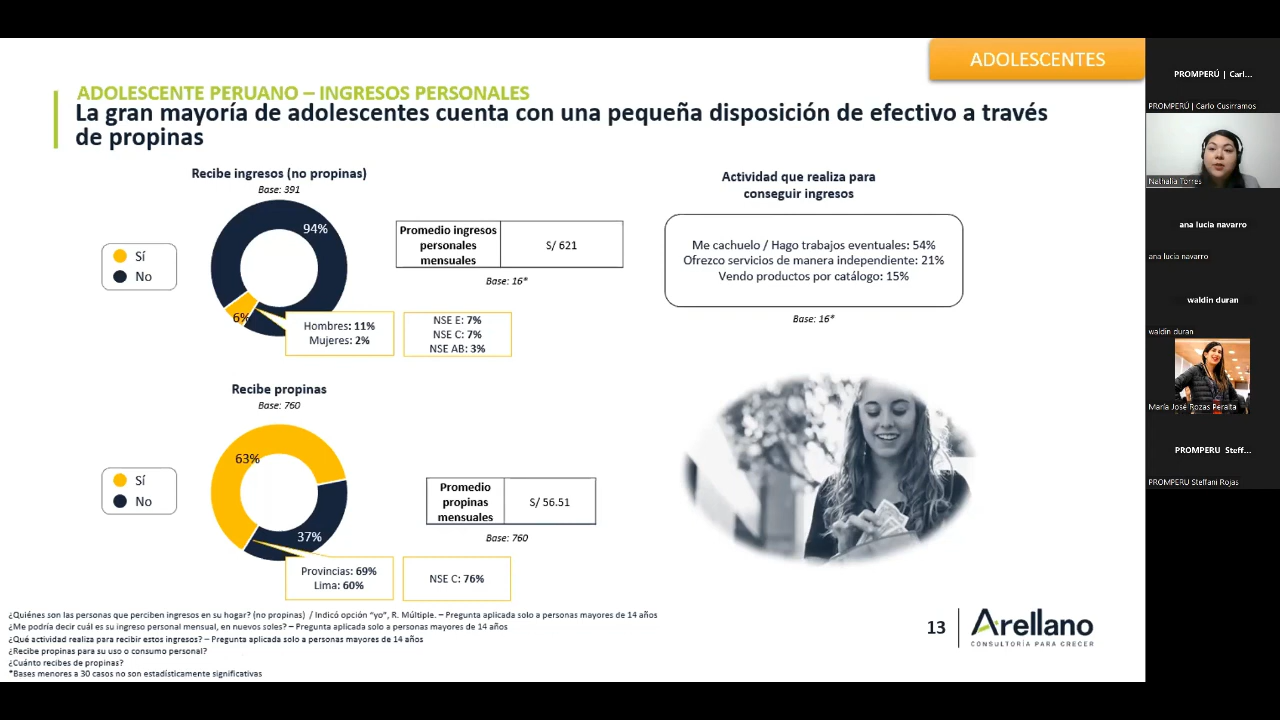 ADOLESCENTES
ADOLESCENTE PERUANO – INGRESOS PERSONALES
La gran mayoría de adolescentes cuenta con una pequeña disposición de efectivo a través
de propinas
Recibe ingresos (no propinas)
Base: 391
Sí
No
94%
6%
Hombres: 11%
Mujeres: 2%
NSE E: 7%
NSE C: 7%
NSE AB: 3%
Promedio ingresos
personales
mensuales
S/ 621
Base: 16*
Actividad que realiza para
conseguir ingresos
Me cachuelo / Hago trabajos eventuales: 54%
Ofrezco servicios de manera independiente: 21%
Vendo productos por catálogo: 15%
Base: 16*
Recibe propinas
Base: 760
Sí
No
63%
37%
Provincias: 69%
Lima: 60%
NSE C: 76%
Promedio
propinas
mensuales
S/ 56.51
Base: 760
¿Quiénes son las personas que perciben ingresos en su hogar? (no propinas) / Indicó opción "yo", R. Múltiple. – Pregunta aplicada solo a personas mayores de 14 años
¿Me podría decir cuál es su ingreso personal mensual, en nuevos soles? – Pregunta aplicada solo a personas mayores de 14 años
¿Qué actividad realiza para recibir estos ingresos? – Pregunta aplicada solo a personas mayores de 14 años
¿Recibe propinas para su uso o consumo personal?
¿Cuánto recibes de propinas?
*Bases menores a 30 casos no son estadísticamente significativas
13
Arellano
CONSULTORÍA PARA CRECER
PROMPERÚ | Carl...
PROMPERÚ | Carlo Cusirramos
Nathalia Torres
ana lucia navarro
ana lucia navarro
waldin duran
waldin duran
María José Rozas Peralta
PROMPERU Steff...
PROMPERU Steffani Rojas